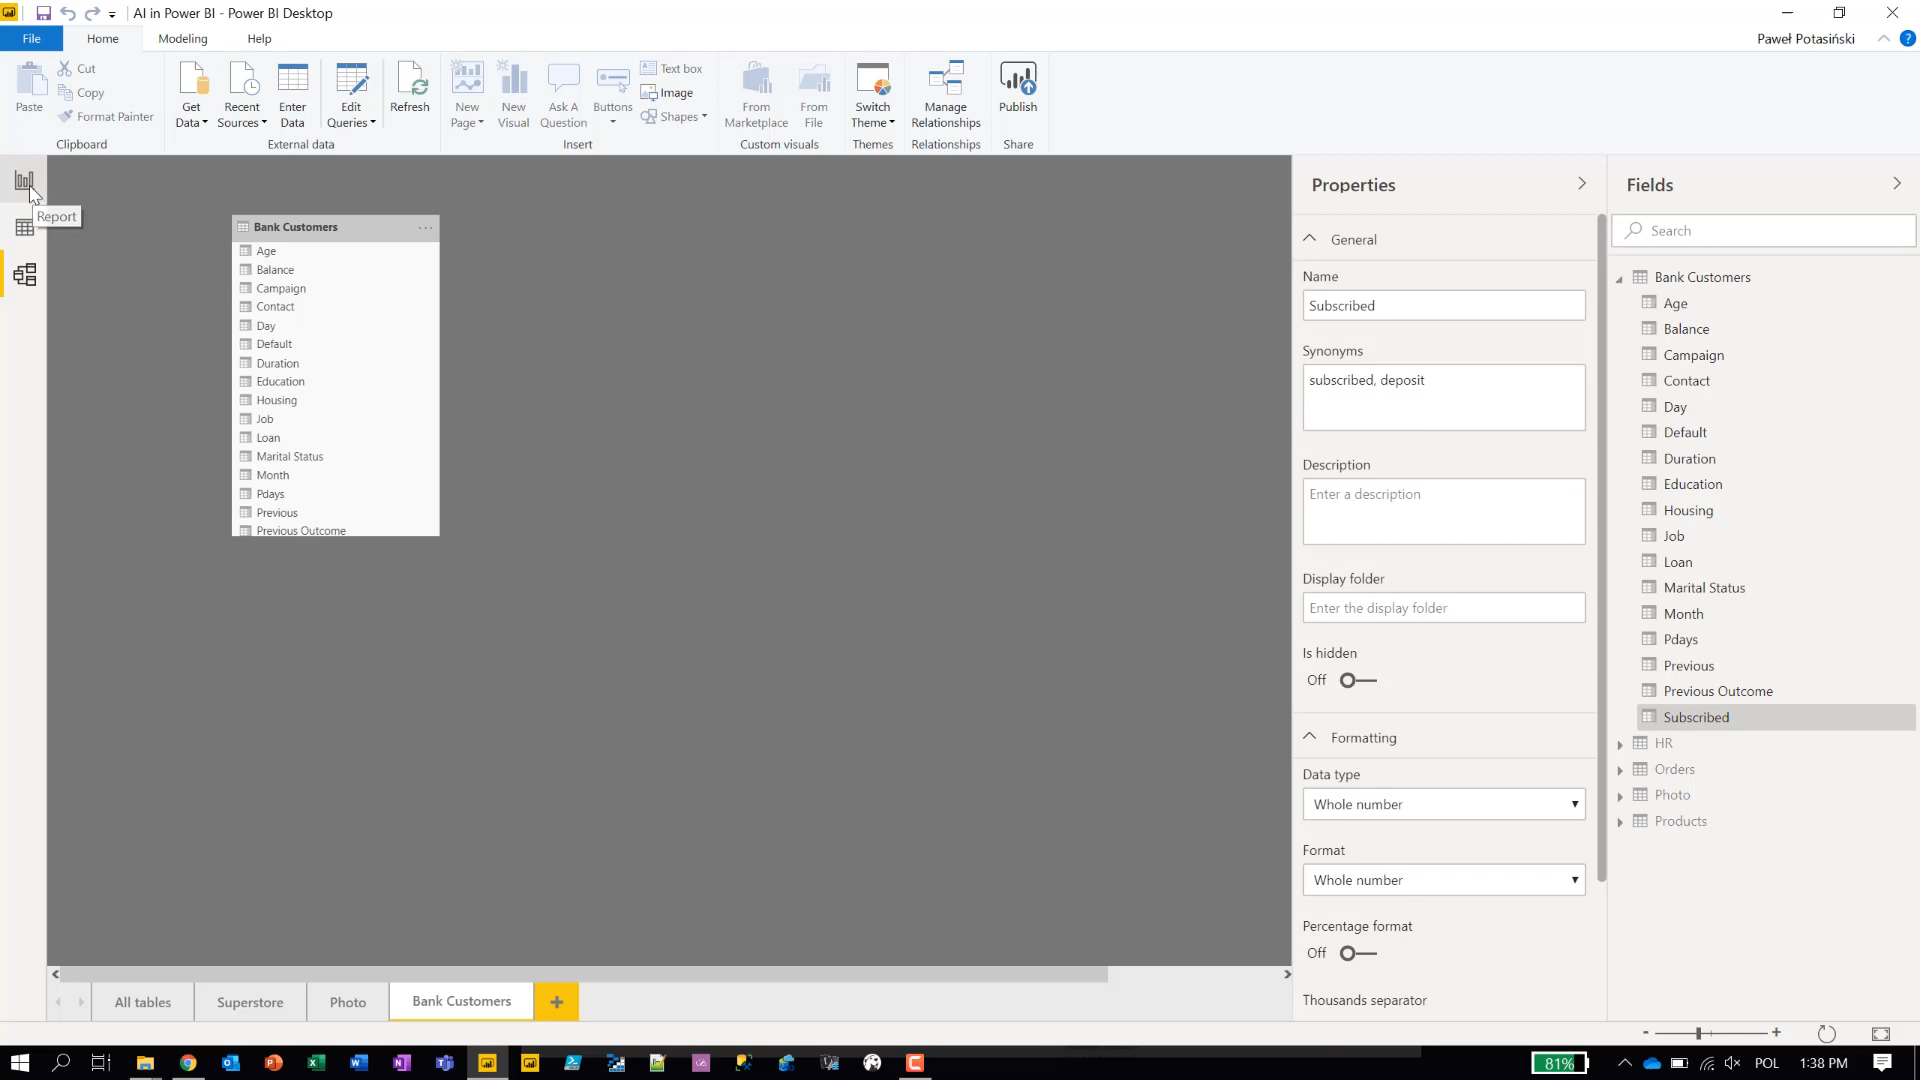 AI in Power BI - Power BI Desktop
File
Home
Modeling
Help
Paweł Potasiński
?
Paste
Cut
Copy
Format Painter
Clipboard
Get
Data
Recent
Sources
Enter
Data
Edit
Queries
Refresh
External data
New
Page
New
Visual
Ask A
Question
Buttons
Text box
Image
Shapes
Insert
From
Marketplace
From
File
Custom visuals
Switch
Theme
Themes
Manage
Relationships
Relationships
Publish
Share
Report
Bank Customers
Age
Balance
Campaign
Contact
Day
Default
Duration
Education
Housing
Job
Loan
Marital Status
Month
Pdays
Previous
Previous Outcome
Properties
General
Name
Subscribed
Synonyms
subscribed, deposit
Description
Enter a description
Display folder
Enter the display folder
Is hidden
Off
Formatting
Data type
Whole number
Format
Whole number
Percentage format
Off
Thousands separator
Fields
Search
Bank Customers
Age
Balance
Campaign
Contact
Day
Default
Duration
Education
Housing
Job
Loan
Marital Status
Month
Pdays
Previous
Previous Outcome
Subscribed
HR
Orders
Photo
Products
All tables
Superstore
Photo
Bank Customers
81%
POL
1:38 PM